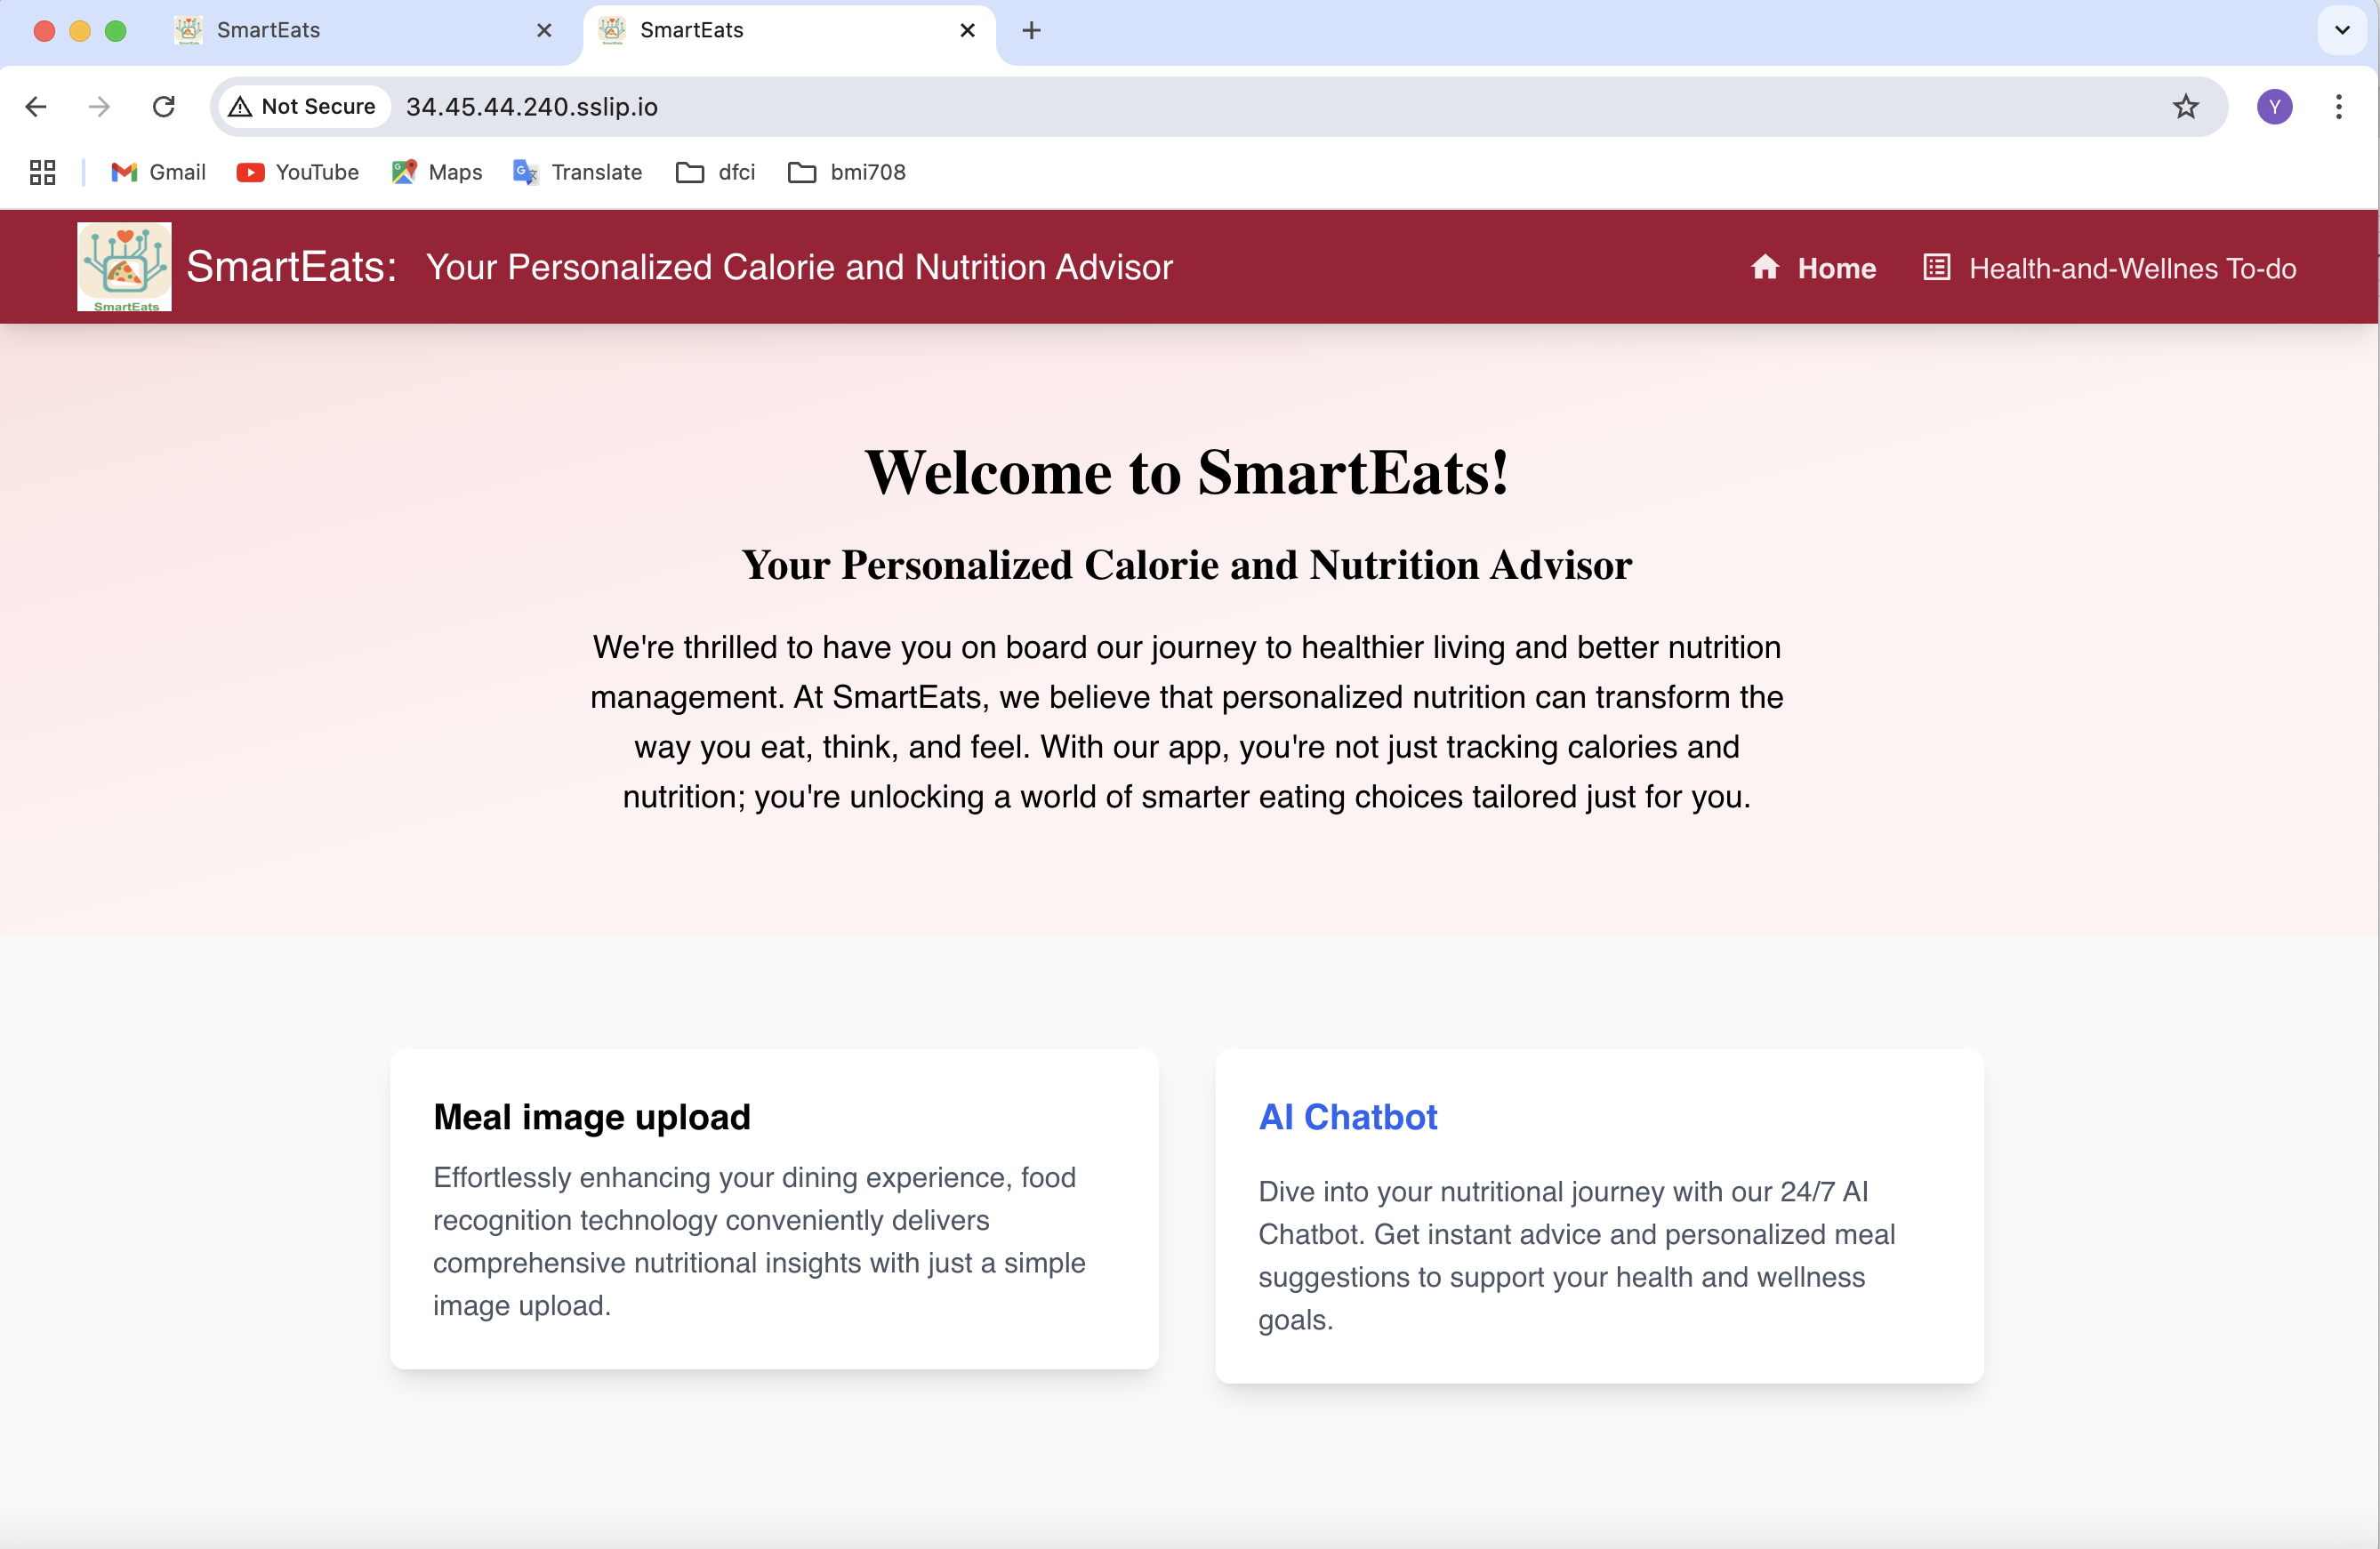 SmartEats
SmartEats
Not Secure
34.45.44.240.sslip.io
Y
Gmail
YouTube
Maps
Translate
dfci
bmi708
SmartEats
SmartEats:
Your Personalized Calorie and Nutrition Advisor
Home
Health-and-Wellnes To-do
Welcome to SmartEats!
Your Personalized Calorie and Nutrition Advisor
We're thrilled to have you on board our journey to healthier living and better nutrition
management. At SmartEats, we believe that personalized nutrition can transform the
way you eat, think, and feel. With our app, you're not just tracking calories and
nutrition; you're unlocking a world of smarter eating choices tailored just for you.
Meal image upload
Effortlessly enhancing your dining experience, food
recognition technology conveniently delivers
comprehensive nutritional insights with just a simple
image upload.
AI Chatbot
Dive into your nutritional journey with our 24/7 AI
Chatbot. Get instant advice and personalized meal
suggestions to support your health and wellness
goals.